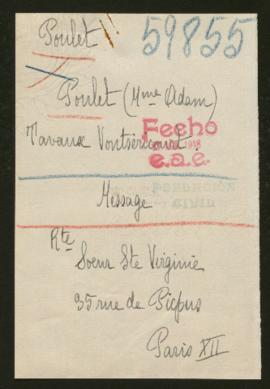 Poulet 59855
Poulet (Mme Adam)
Tavaux Pontséricourt
Fecho
1918
e.a.e.
Message
Rte
Soeur Ste Virginie
35 rue de Picpus
Paris XII